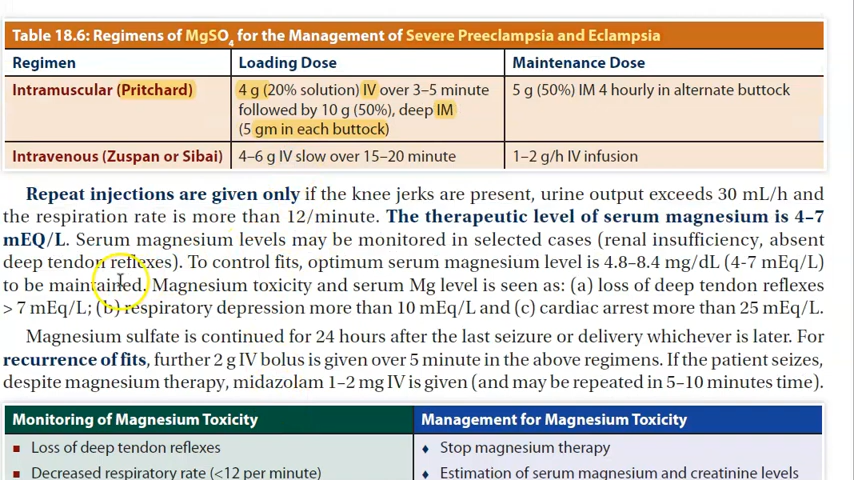 Table 18.6: Regimens of MgSO4 for the Management of Severe Preeclampsia and Eclampsia
Regimen Loading Dose Maintenance Dose
Intramuscular (Pritchard) 4 g (20% solution) IV over 3–5 minute 5 g (50%) IM 4 hourly in alternate buttock
followed by 10 g (50%), deep IM
(5 gm in each buttock)
Intravenous (Zuspan or Sibai) 4–6 g IV slow over 15–20 minute 1–2 g/h IV infusion
Repeat injections are given only if the knee jerks are present, urine output exceeds 30 mL/h and
the respiration rate is more than 12/minute. The therapeutic level of serum magnesium is 4–7
mEQ/L. Serum magnesium levels may be monitored in selected cases (renal insufficiency, absent
deep tendon reflexes). To control fits, optimum serum magnesium level is 4.8–8.4 mg/dL (4-7 mEq/L)
to be maintained. Magnesium toxicity and serum Mg level is seen as: (a) loss of deep tendon reflexes
> 7 mEq/L; (b) respiratory depression more than 10 mEq/L and (c) cardiac arrest more than 25 mEq/L.
Magnesium sulfate is continued for 24 hours after the last seizure or delivery whichever is later. For
recurrence of fits, further 2 g IV bolus is given over 5 minute in the above regimens. If the patient seizes,
despite magnesium therapy, midazolam 1–2 mg IV is given (and may be repeated in 5–10 minutes time).
Monitoring of Magnesium Toxicity Management for Magnesium Toxicity
Loss of deep tendon reflexes Stop magnesium therapy
Decreased respiratory rate (<12 per minute) Estimation of serum magnesium and creatinine levels